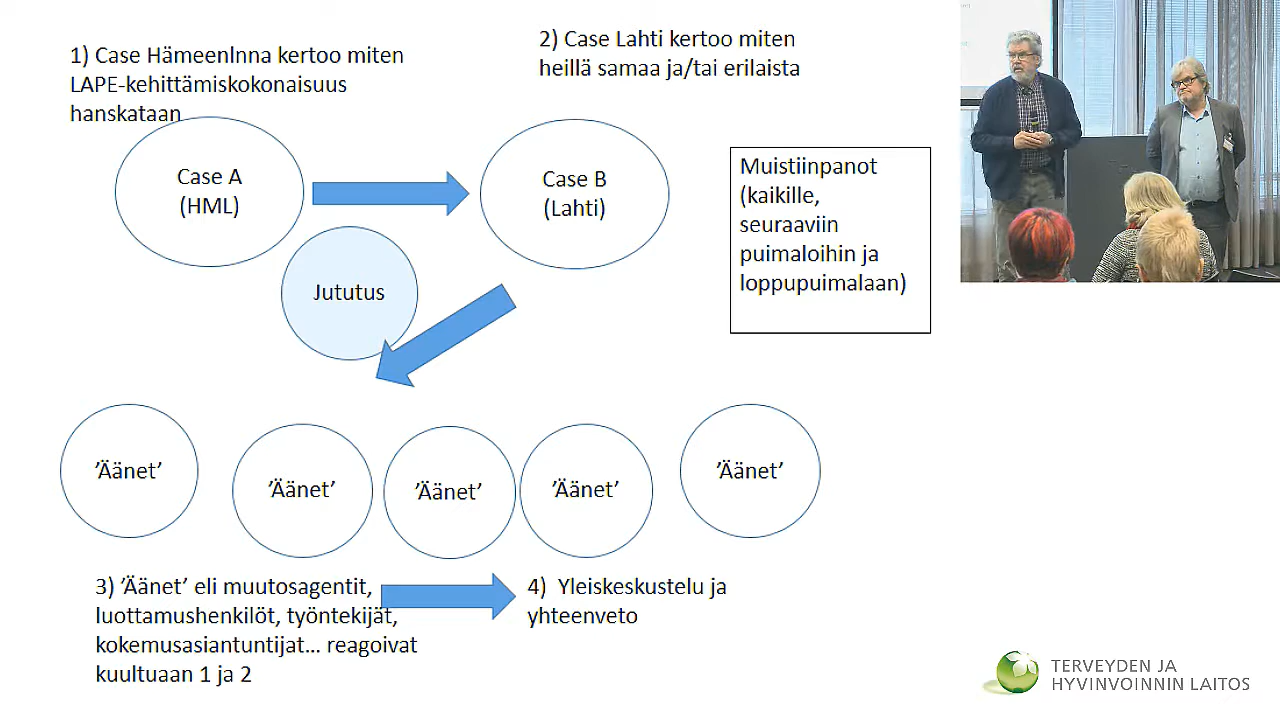 1) Case HämeenInna kertoo miten
LAPE-kehittämiskokonaisuus
hanskataan
2) Case Lahti kertoo miten
heillä samaa ja/tai erilaista
Case A
(HML)
Case B
(Lahti)
Muistiinpanot
(kaikille,
seuraaviin
puimaloihin ja
loppupuimalaan)
Jututus
’Äänet’
’Äänet’
’Äänet’
’Äänet’
’Äänet’
3) ’Äänet’ eli muutosagentit,
luottamushenkilöt, työntekijät,
kokemusasiantuntijat... reagoivat
kuultuaan 1 ja 2
4) Yleiskeskustelu ja
yhteenveto
TERVEYDEN JA
HYVINVOINNIN LAITOS